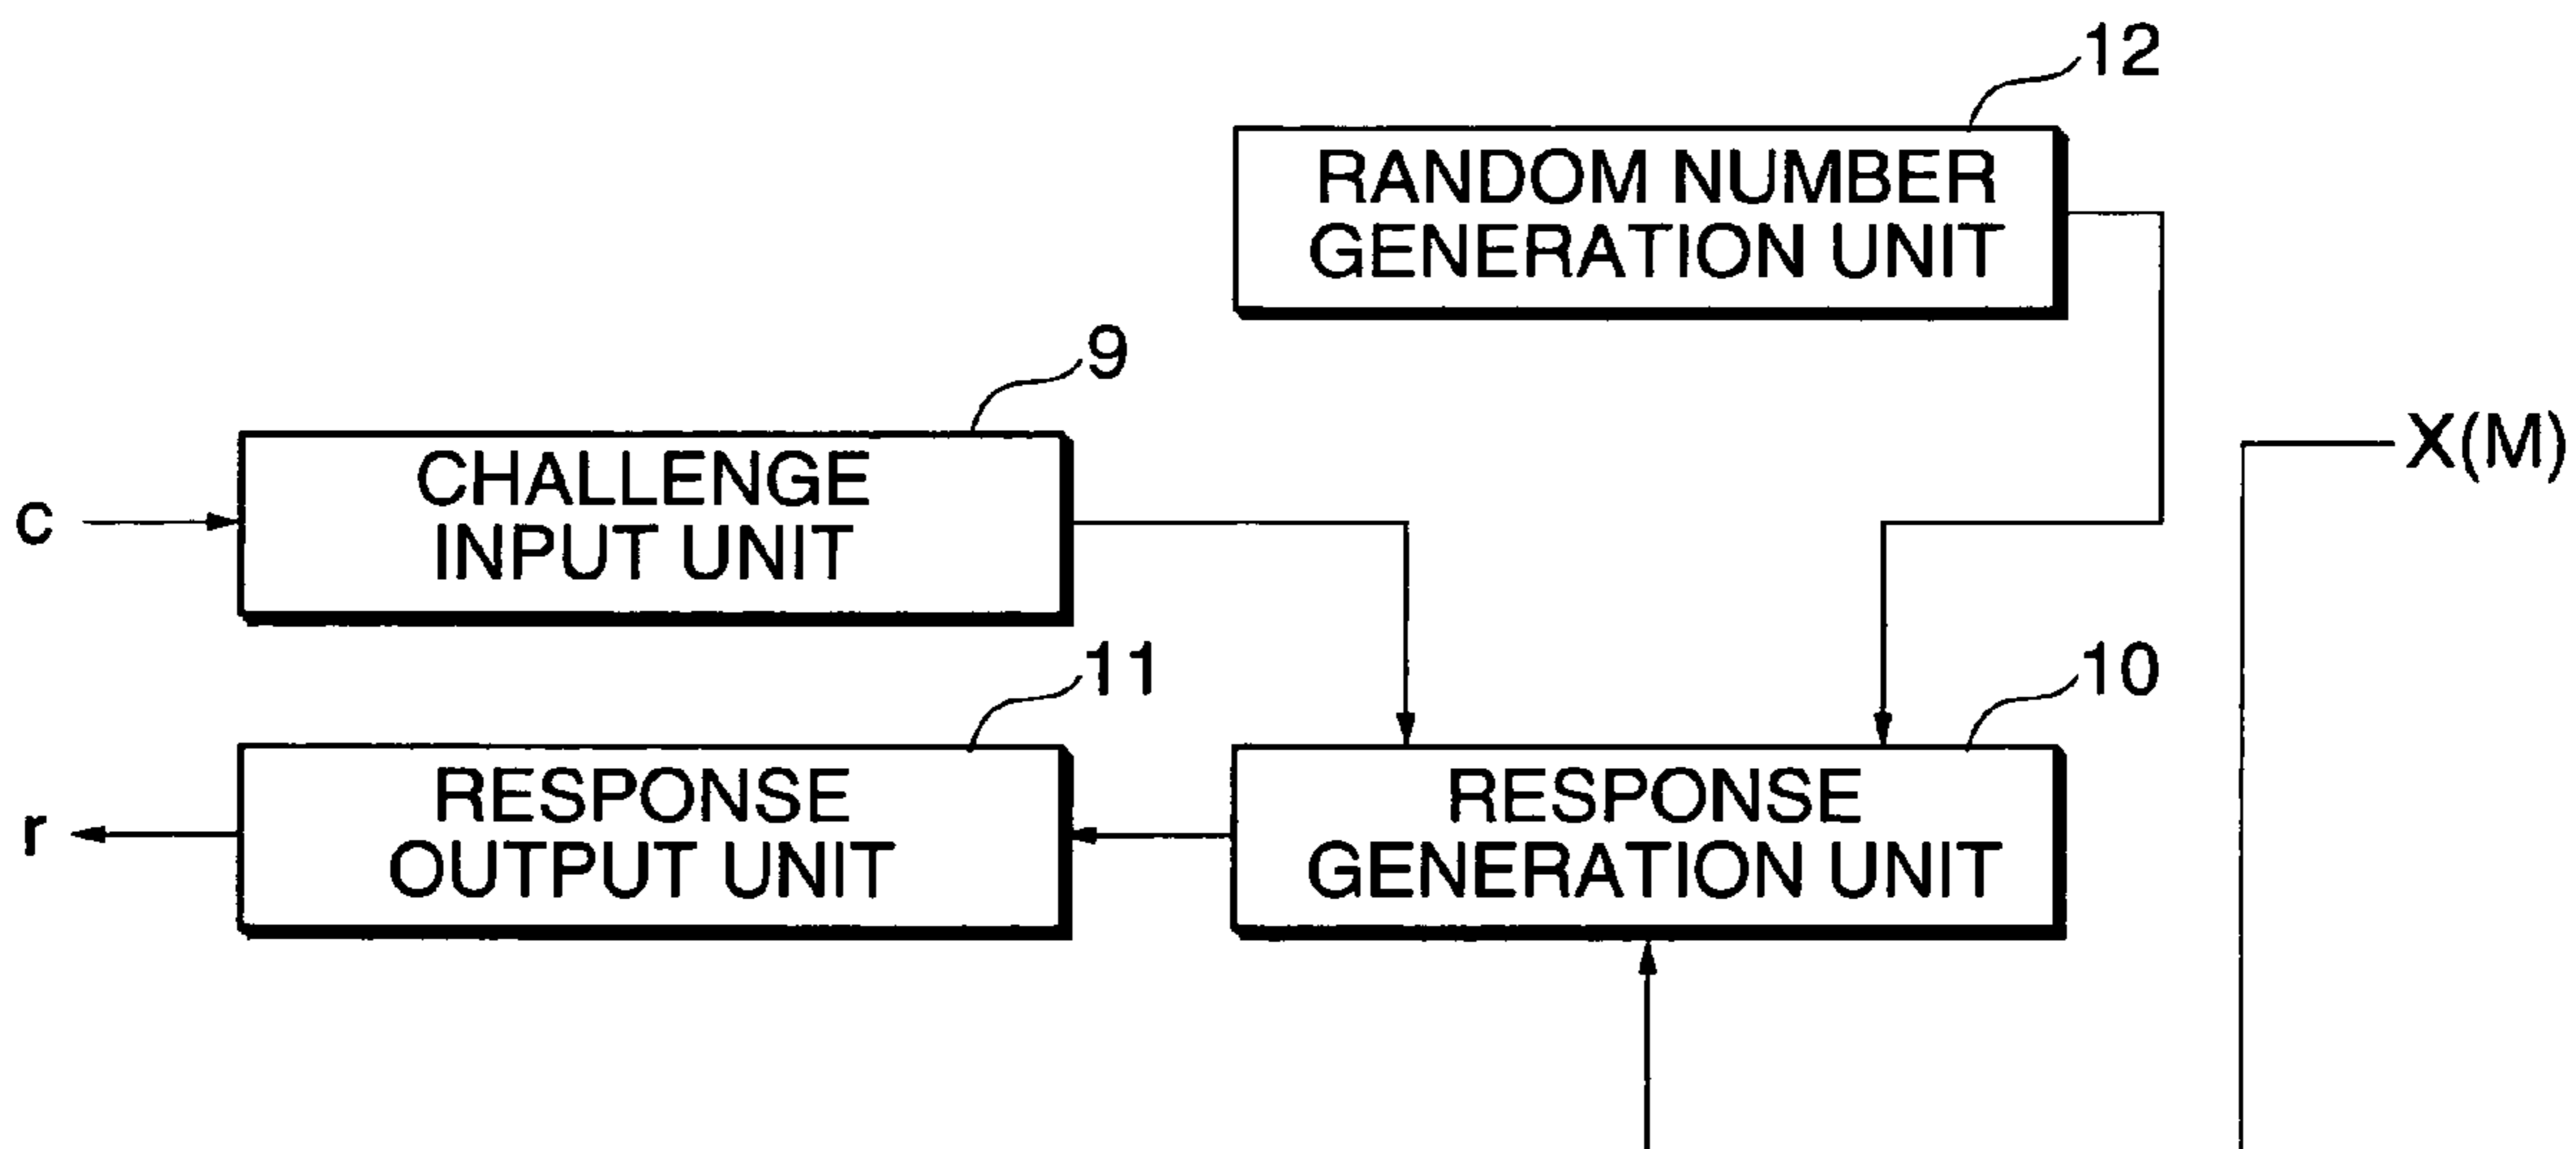 12
RANDOM NUMBER
GENERATION UNIT
9
CHALLENGE
INPUT UNIT
c
X(M)
11
RESPONSE
OUTPUT UNIT
r
10
RESPONSE
GENERATION UNIT